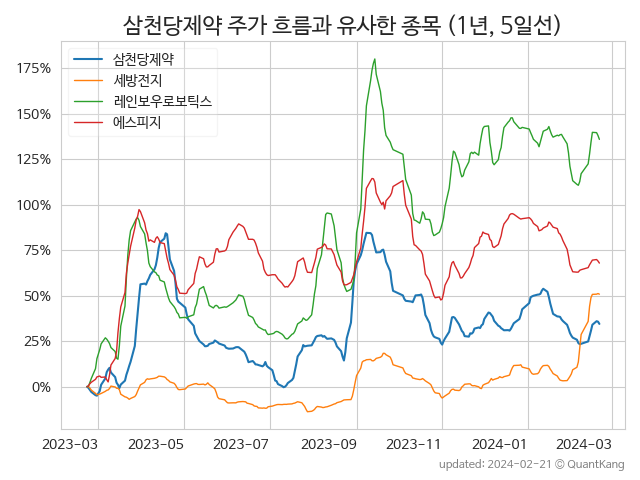 삼천당제약 주가 흐름과 유사한 종목 (1년, 5일선)
삼천당제약
세방전지
레인보우로보틱스
에스피지
175%
150%
125%
100%
75%
50%
25%
0%
2023-03 2023-05 2023-07 2023-09 2023-11 2024-01 2024-03
updated: 2024-02-21 © QuantKang